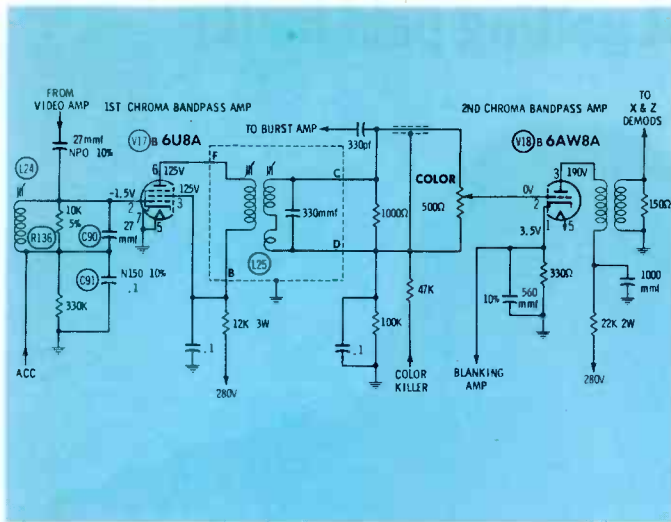 FROM
VIDEO AMP
1ST CHROMA BANDPASS AMP
2ND CHROMA BANDPASS AMP
TO
X & Z
DEMODS
TO BURST AMP
330pf
27mmf
NPO 10%
V17 B 6U8A
V18 B 6AW8A
L24
6
125V
F
3
190V
-1.5V
125V
C
COLOR
500Ω
0V
150Ω
10K
5%
R136
C90
2
7
5
27
mmf
330mmf
1000Ω
2
1
5
3.5V
D
C91
N150 10%
.1
B
L25
330Ω
1000
mmf
330K
12K 3W
100K
47K
10%
560
mmf
22K 2W
.1
.1
ACC
280V
COLOR
KILLER
BLANKING
AMP
280V